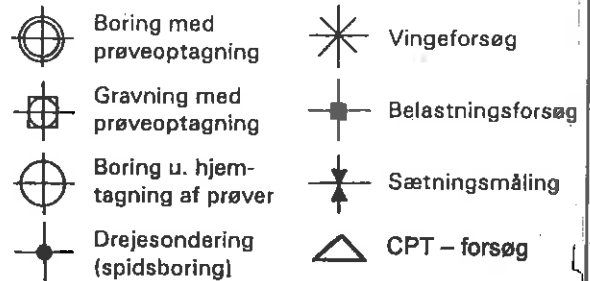 Boring med
prøveoptagning
Gravning med
prøveoptagning
Boring u. hjem-
tagning af prøver
Drejesondering
(spidsboring)
Vingeforsøg
Belastningsforsøg
Sætningsmåling
CPT – forsøg